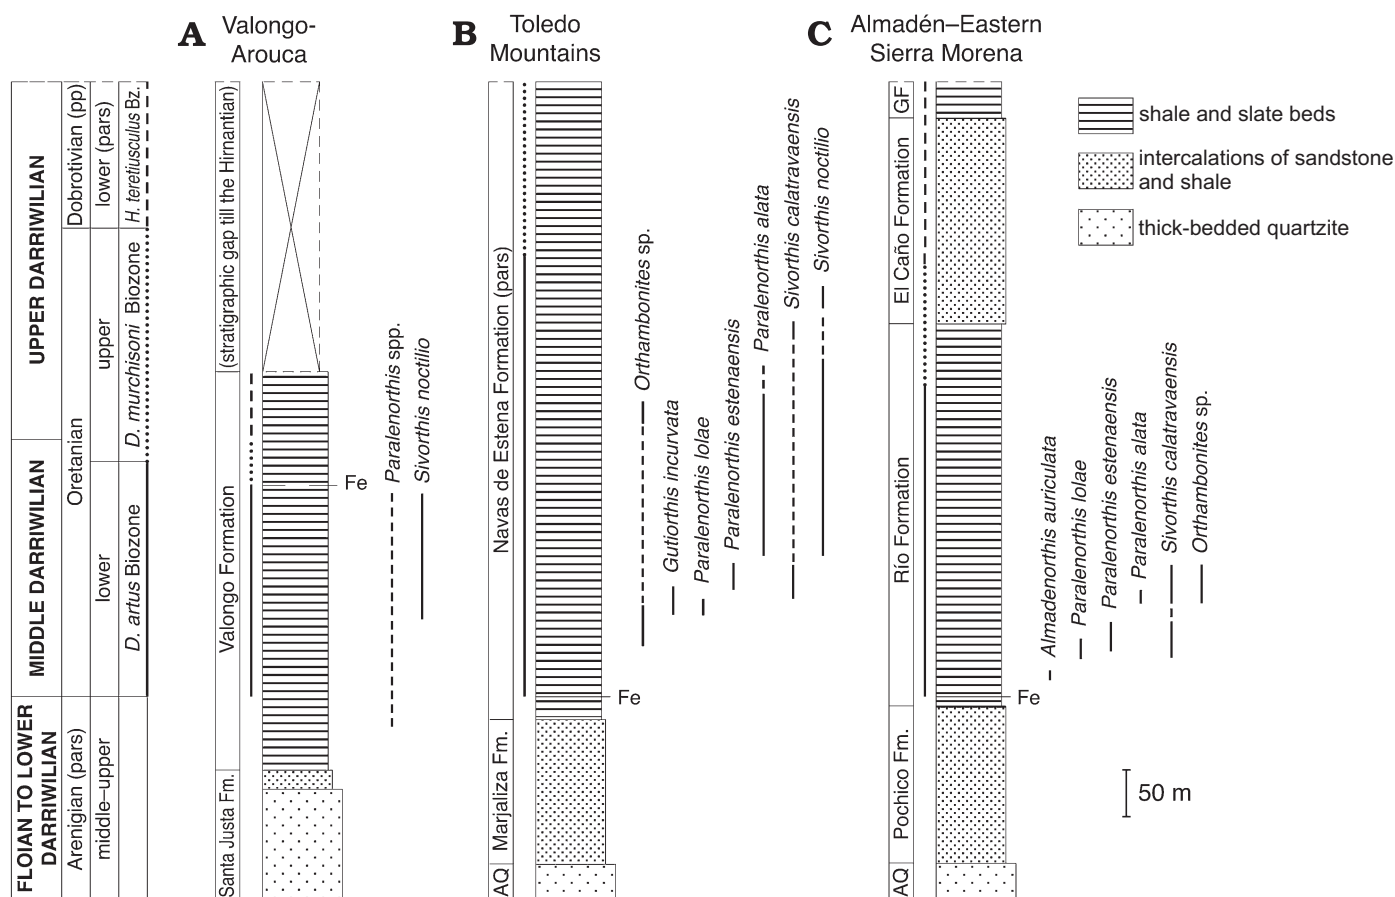 A
Valongo-
Arouca
B
Toledo
Mountains
C
Almadén–Eastern
Sierra Morena
UPPER DARRIWILIAN
MIDDLE DARRIWILIAN
FLOIAN TO LOWER
DARRIWILIAN
Dobrotivian (pp)
Oretanian
Arenigian (pars)
lower (pars)
upper
lower
middle–upper
H. teretiusculus Bz.
D. murchisoni Biozone
D. artus Biozone
(stratigraphic gap till the Hirnantian)
Valongo Formation
Santa Justa Fm.
Fe
Paralenorthis spp.
Sivorthis noctilio
Navas de Estena Formation (pars)
Marjaliza Fm.
AQ
Fe
Orthambonites sp.
Gutiorthis incurvata
Paralenorthis lolae
Paralenorthis estenaensis
Paralenorthis alata
Sivorthis calatravaensis
Sivorthis noctilio
GF
El Caño Formation
Río Formation
Pochico Fm.
AQ
Fe
Almadenorthis auriculata
Paralenorthis lolae
Paralenorthis estenaensis
Paralenorthis alata
Sivorthis calatravaensis
Orthambonites sp.
shale and slate beds
intercalations of sandstone
and shale
thick-bedded quartzite
50 m